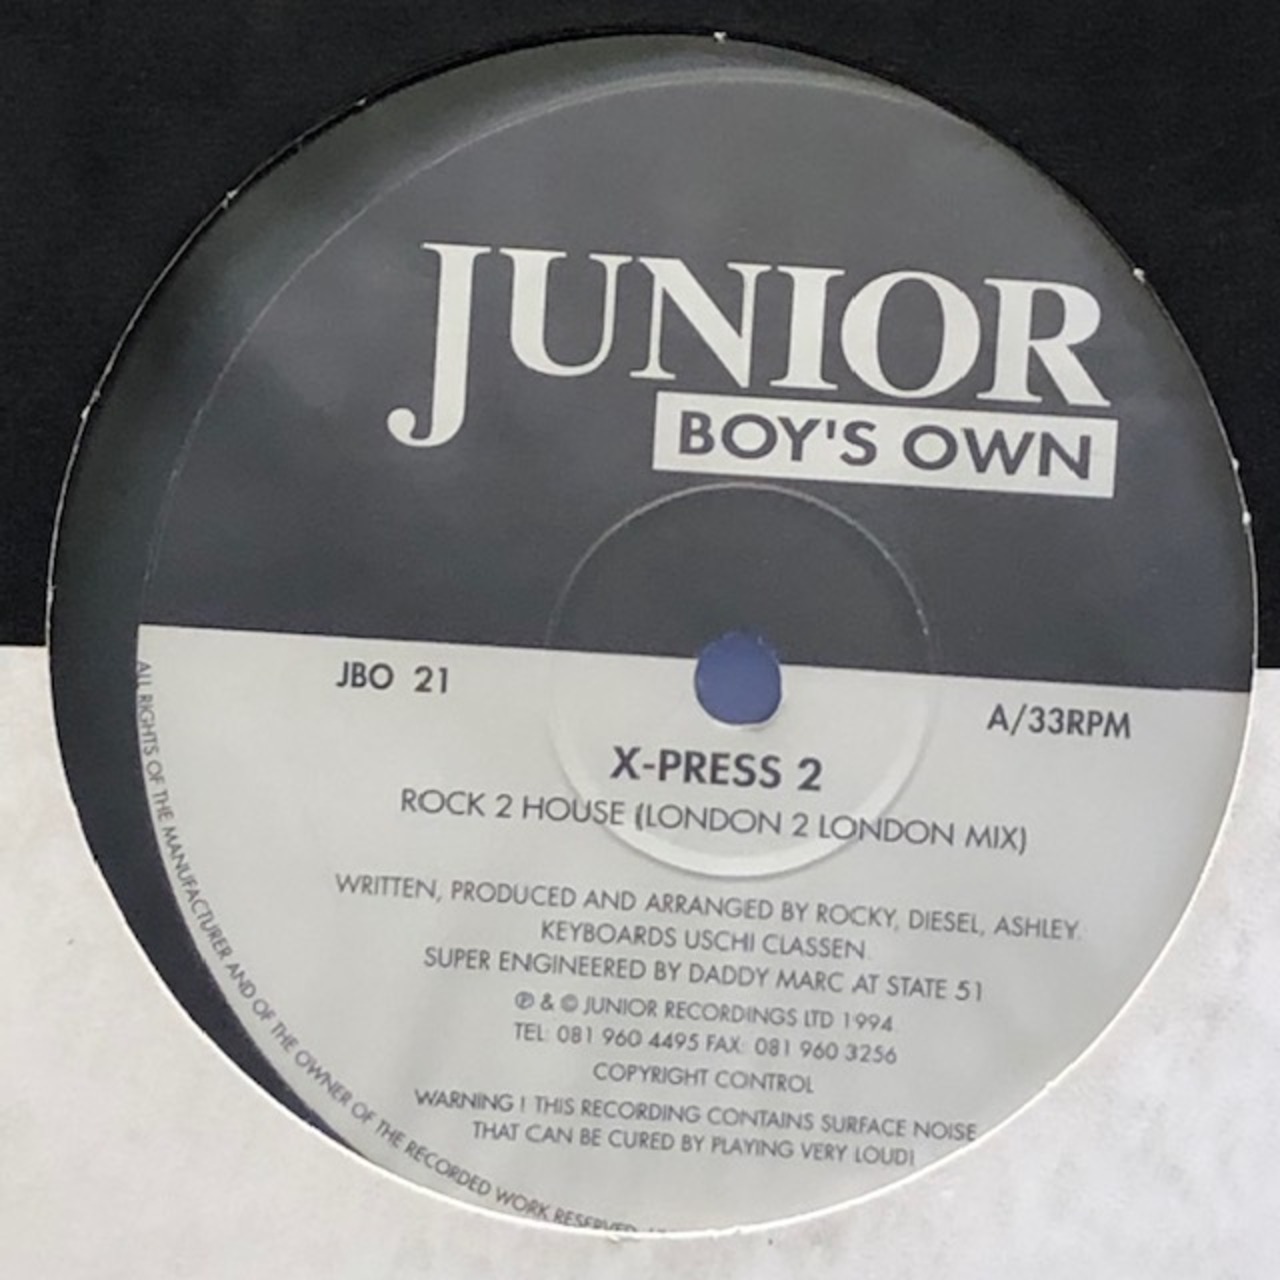 JUNIOR
BOY'S OWN
JBO 21
A/33RPM
X-PRESS 2
ROCK 2 HOUSE (LONDON 2 LONDON MIX)
WRITTEN, PRODUCED AND ARRANGED BY ROCKY, DIESEL, ASHLEY.
KEYBOARDS USCHI CLASSEN.
SUPER ENGINEERED BY DADDY MARC AT STATE 51
℗ & © JUNIOR RECORDINGS LTD 1994.
TEL: 081 960 4495 FAX: 081 960 3256
COPYRIGHT CONTROL
WARNING ! THIS RECORDING CONTAINS SURFACE NOISE
THAT CAN BE CURED BY PLAYING VERY LOUD!
ALL RIGHTS OF THE MANUFACTURER AND OF THE OWNER OF THE RECORDED WORK RESERVED.